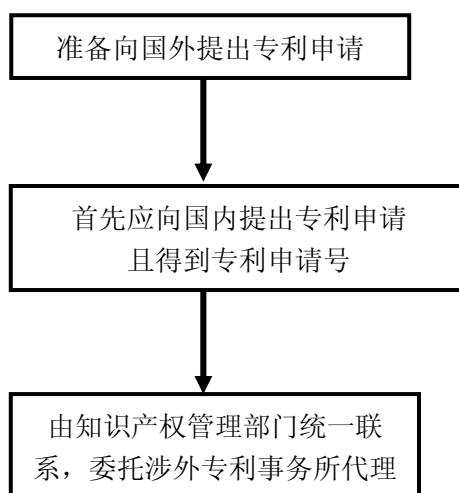 准备向国外提出专利申请
首先应向国内提出专利申请
且得到专利申请号
由知识产权管理部门统一联
系，委托涉外专利事务所代理